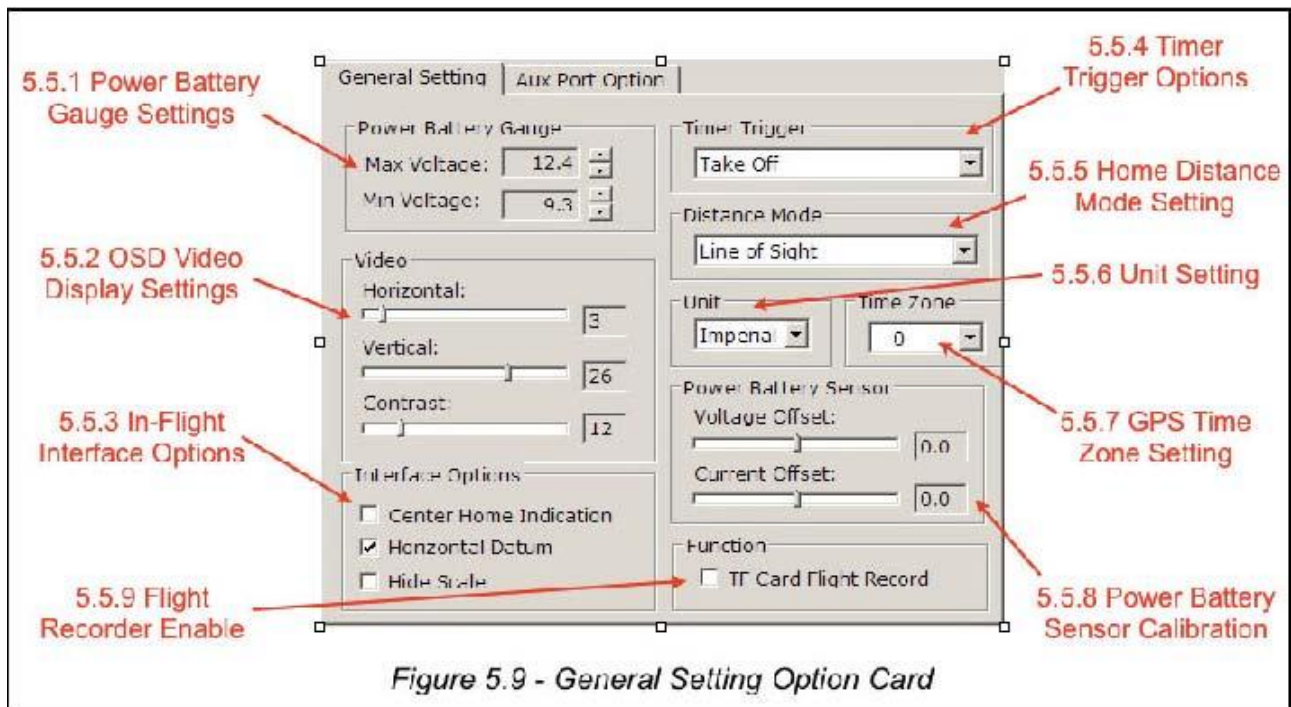 5.5.1 Power Battery
Gauge Settings
5.5.2 OSD Video
Display Settings
5.5.3 In-Flight
Interface Options
5.5.9 Flight
Recorder Enable
General Setting
Aux Port Option
Power Battery Gauge
Max Voltage: 12.4
Min Voltage: 9.3
Video
Horizontal:
3
Vertical:
26
Contrast:
12
Interface Options
Center Home Indication
Horizontal Datum
Hide Scale
Timer Trigger
Take Off
Distance Mode
Line of Sight
Unit
Imperial
Time Zone
0
Power Battery Sensor
Voltage Offset:
0.0
Current Offset:
0.0
Function
TF Card Flight Record
5.5.4 Timer
Trigger Options
5.5.5 Home Distance
Mode Setting
5.5.6 Unit Setting
5.5.7 GPS Time
Zone Setting
5.5.8 Power Battery
Sensor Calibration
Figure 5.9 - General Setting Option Card